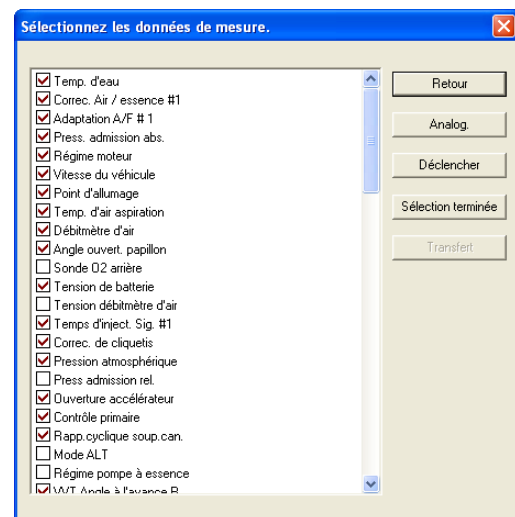 Sélectionnez les données de mesure.
Temp. d'eau
Correc. Air / essence #1
Adaptation A/F # 1
Press. admission abs.
Régime moteur
Vitesse du véhicule
Point d'allumage
Temp. d'air aspiration
Débitmètre d'air
Angle ouvert. papillon
Sonde O2 arrière
Tension de batterie
Tension débitmètre d'air
Temps d'inject. Sig. #1
Correc. de cliquetis
Pression atmosphérique
Press admission rel.
Ouverture accélérateur
Contrôle primaire
Rapp.cyclique soup.can.
Mode ALT
Régime pompe à essence
VVT Angle à l'avance R
Retour
Analog.
Déclencher
Sélection terminée
Transfert